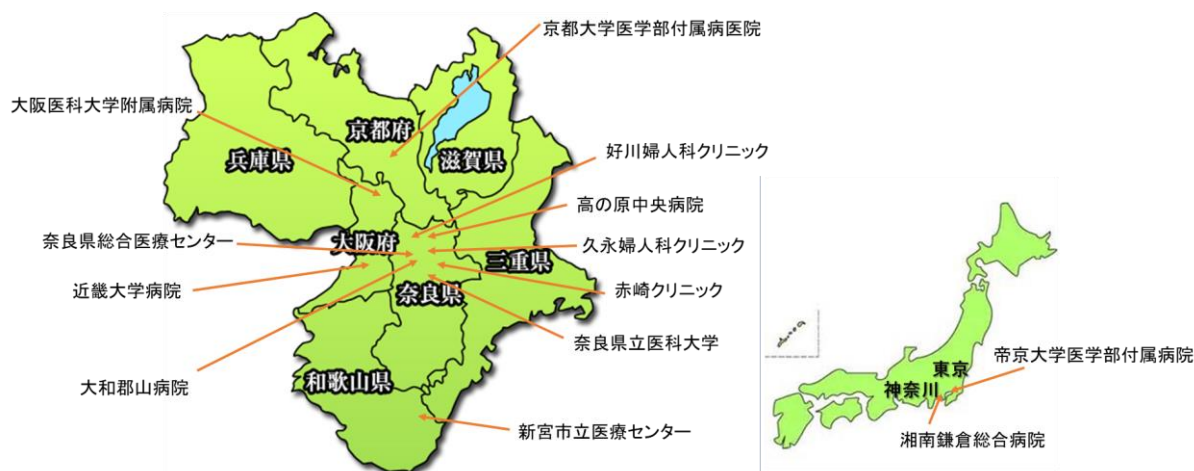 京都大学医学部付属病医院
大阪医科大学附属病院
京都府
兵庫県
滋賀県
好川婦人科クリニック
高の原中央病院
奈良県総合医療センター
大阪府
久永婦人科クリニック
三重県
近畿大学病院
奈良県
赤崎クリニック
奈良県立医科大学
大和郡山病院
和歌山県
新宮市立医療センター
東京
神奈川
帝京大学医学部付属病院
湘南鎌倉総合病院